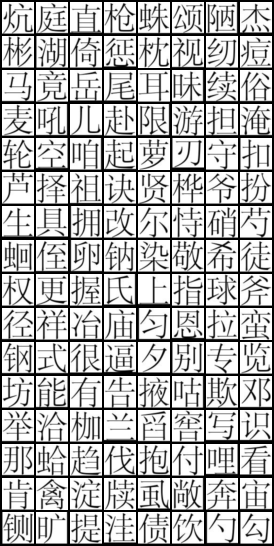 炕庭直枪蛛颂陋杰
彬湖倚惩枕视纫痘
马竟岳尾耳昧续俗
麦吼儿赴限游担淹
轮空咱起萝刃守扣
芦择祖诀贤桦爷扮
生具拥改尔恃硝芍
蛔侄卵钠染敬希徒
权更握氏上指球斧
径祥冶庙匀恩拉蛮
钢式很逼夕别专览
坊能有告掖咕欺邓
举洽枷兰舀窖写识
那蛤趋伐抱付哩看
肯禽淀牍虱敞奔宙
铡旷提洼债饮勺勾